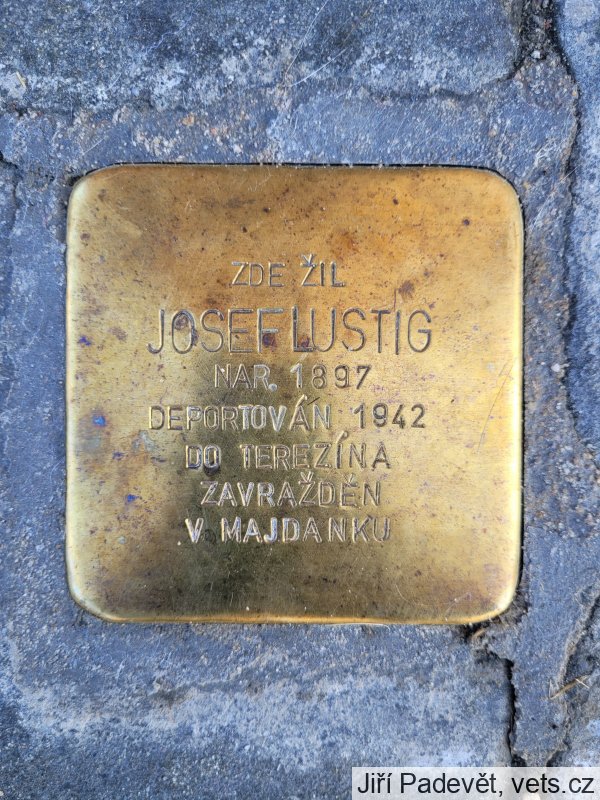 ZDE ŽIL
JOSEF LUSTIG
NAR. 1897
DEPORTOVÁN 1942
DO TEREZÍNA
ZAVRAŽDĚN
V MAJDANKU
Jiří Padevět, vets.cz